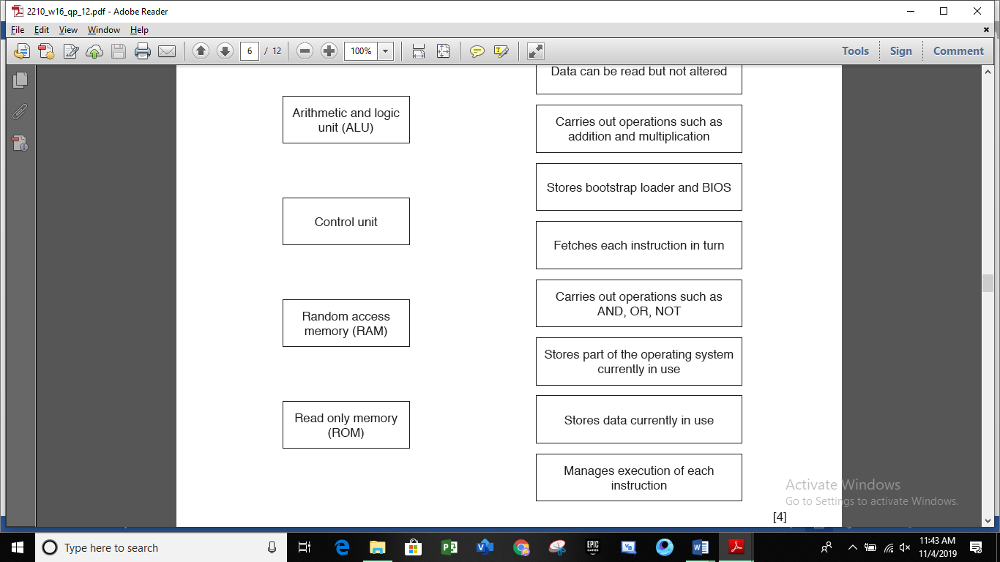 2210_w16_qp_12.pdf - Adobe Reader
File Edit View Window Help
6 / 12
100%
Tools Sign Comment
Data can be read but not altered
Arithmetic and logic
unit (ALU)
Carries out operations such as
addition and multiplication
Stores bootstrap loader and BIOS
Control unit
Fetches each instruction in turn
Carries out operations such as
AND, OR, NOT
Random access
memory (RAM)
Stores part of the operating system
currently in use
Stores data currently in use
Read only memory
(ROM)
Manages execution of each
instruction
[4]
Activate Windows
Go to Settings to activate Windows.
Type here to search
EPIC
GAMES
VB
11:43 AM
11/4/2019